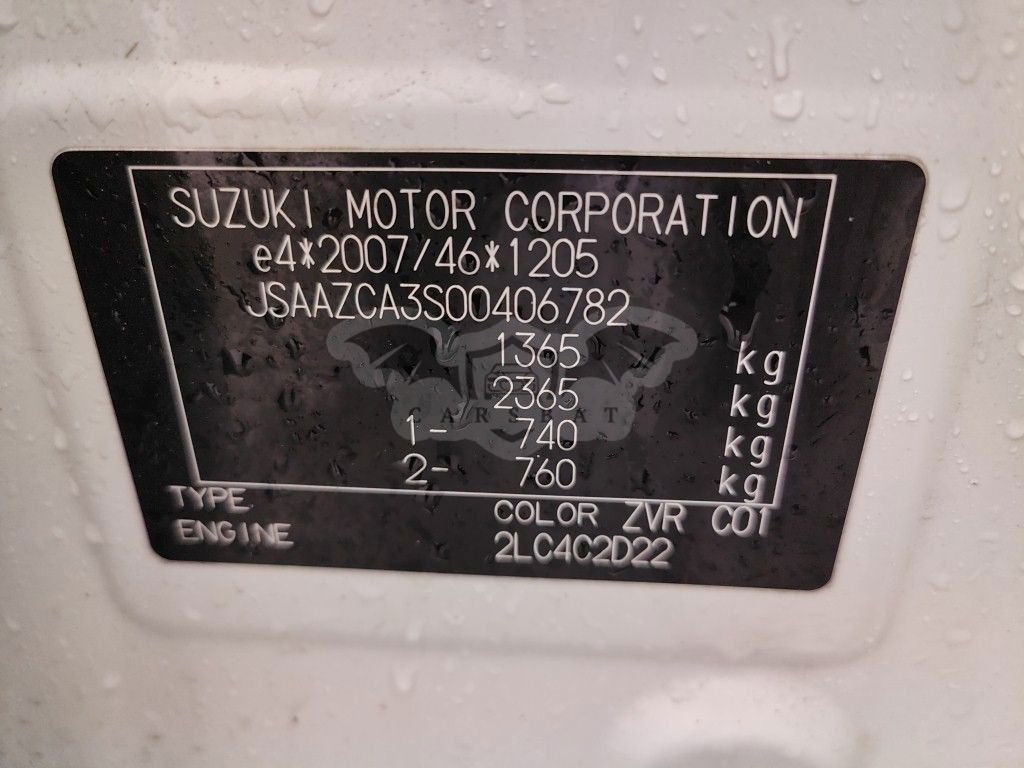 SUZUKI MOTOR CORPORATION
e4*2007/46*1205
JSAAZCA3S00406782
1365 kg
2365 kg
1- 740 kg
2- 760 kg
TYPE COLOR ZVR C01
ENGINE 2LC4C2D22
CARSBAT